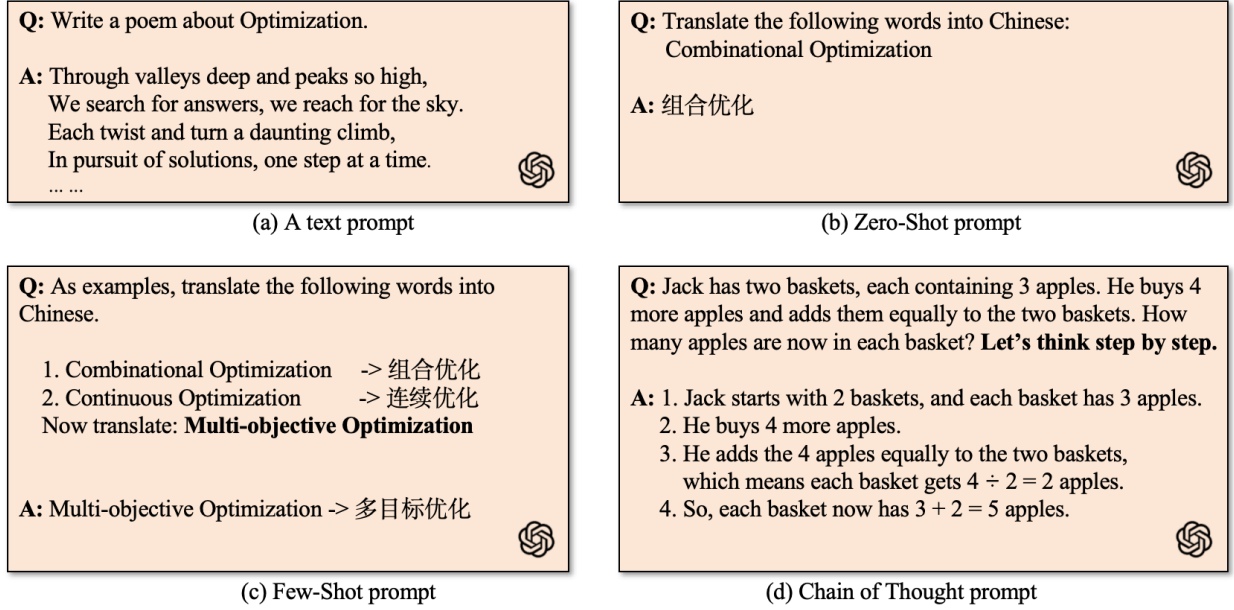 Q: Write a poem about Optimization.
A: Through valleys deep and peaks so high,
We search for answers, we reach for the sky.
Each twist and turn a daunting climb,
In pursuit of solutions, one step at a time.
... ...
(a) A text prompt
Q: Translate the following words into Chinese:
Combinational Optimization
A: 组合优化
(b) Zero-Shot prompt
Q: As examples, translate the following words into
Chinese.
1. Combinational Optimization -> 组合优化
2. Continuous Optimization -> 连续优化
Now translate: Multi-objective Optimization
A: Multi-objective Optimization -> 多目标优化
(c) Few-Shot prompt
Q: Jack has two baskets, each containing 3 apples. He buys 4
more apples and adds them equally to the two baskets. How
many apples are now in each basket? Let's think step by step.
A: 1. Jack starts with 2 baskets, and each basket has 3 apples.
2. He buys 4 more apples.
3. He adds the 4 apples equally to the two baskets,
which means each basket gets 4 ÷ 2 = 2 apples.
4. So, each basket now has 3 + 2 = 5 apples.
(d) Chain of Thought prompt